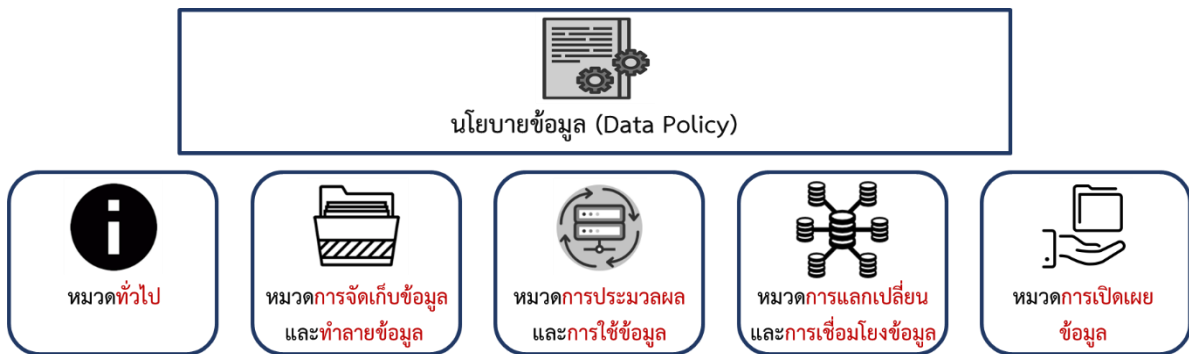 นโยบายข้อมูล (Data Policy)
หมวดทั่วไป
หมวดการจัดเก็บข้อมูล
และทำลายข้อมูล
หมวดการประมวลผล
และการใช้ข้อมูล
หมวดการแลกเปลี่ยน
และการเชื่อมโยงข้อมูล
หมวดการเปิดเผย
ข้อมูล